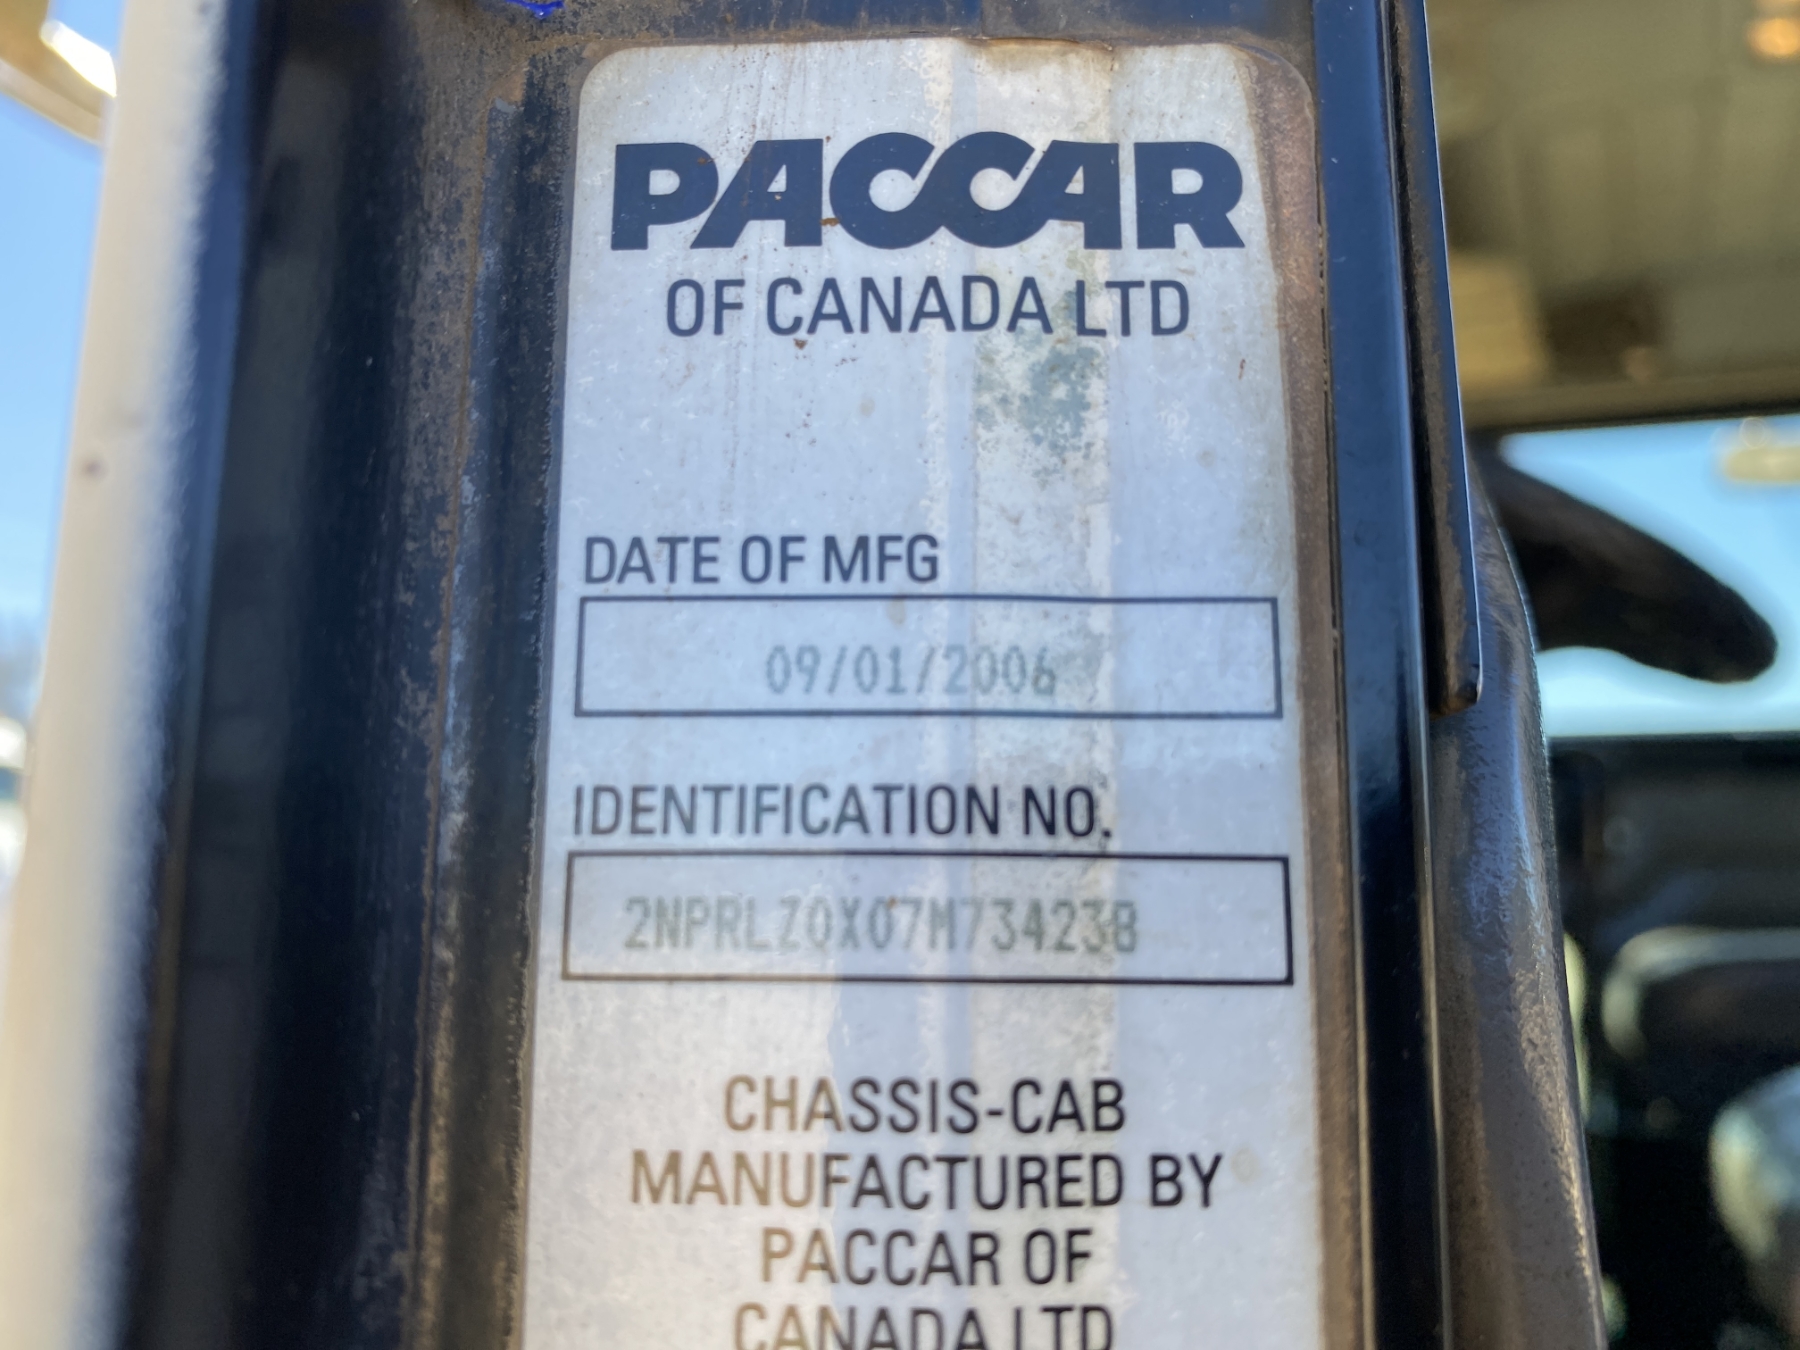 PACCAR
OF CANADA LTD
DATE OF MFG
09/01/2006
IDENTIFICATION NO.
2NPRLZ0X07M734238
CHASSIS-CAB
MANUFACTURED BY
PACCAR OF
CANADA LTD